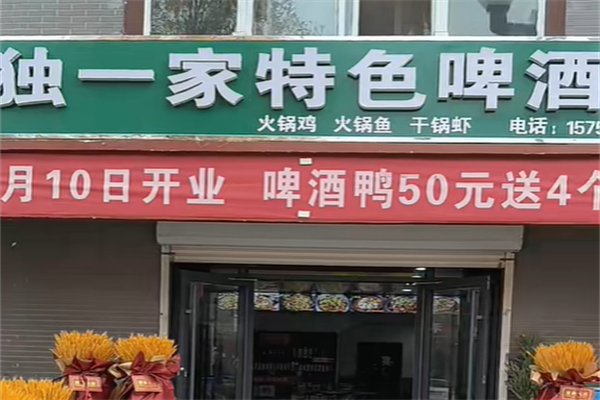 独一家特色啤酒
火锅鸡 火锅鱼 干锅虾 电话:1575
月10日开业 啤酒鸭50元送4个